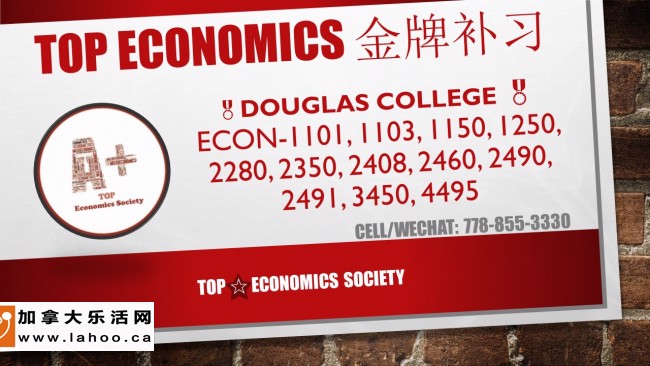 TOP ECONOMICS 金牌补习
DOUGLAS COLLEGE
ECON-1101, 1103, 1150, 1250,
2280, 2350, 2408, 2460, 2490,
2491, 3450, 4495
CELL/WECHAT: 778-855-3330
A+
TOP
Economics Society
TOP ☆ ECONOMICS SOCIETY
加拿大乐活网
www.lahoo.ca